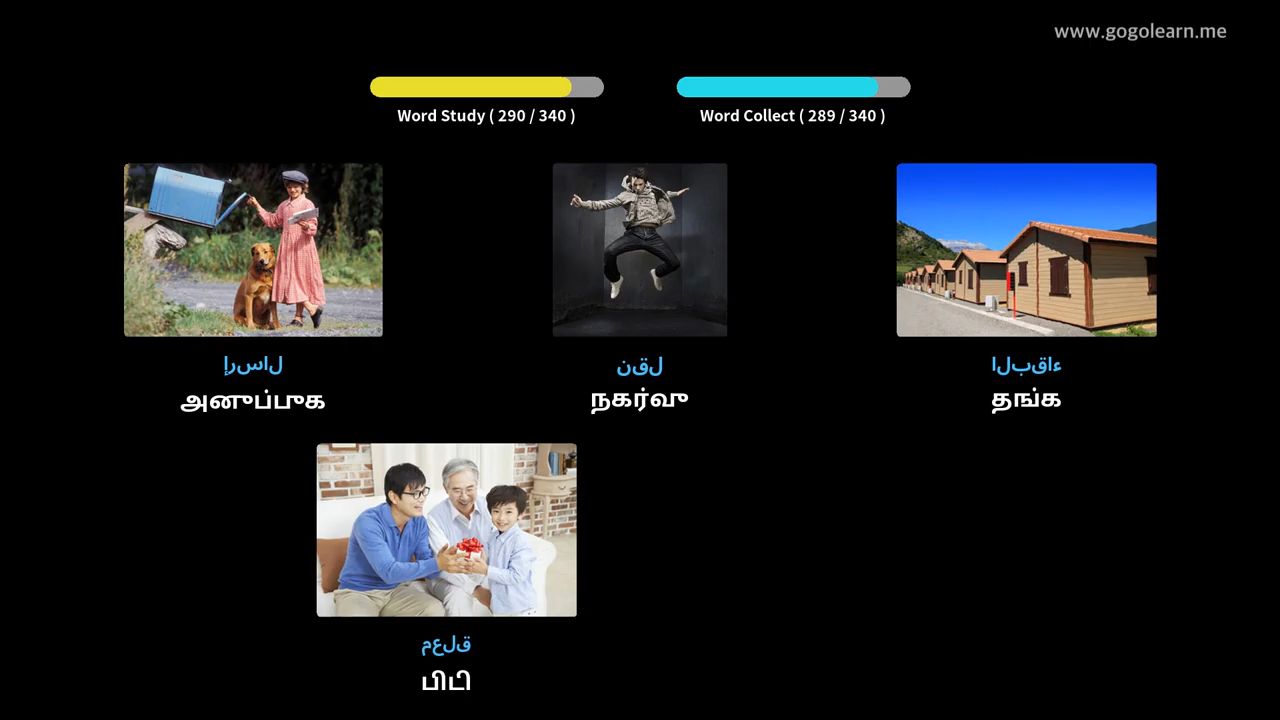 www.gogolearn.me
Word Study ( 290 / 340 )
Word Collect ( 289 / 340 )
إرسال
நகர்வு
نقل
அனுப்புக
البقاء
தங்க
معلق
பிடி